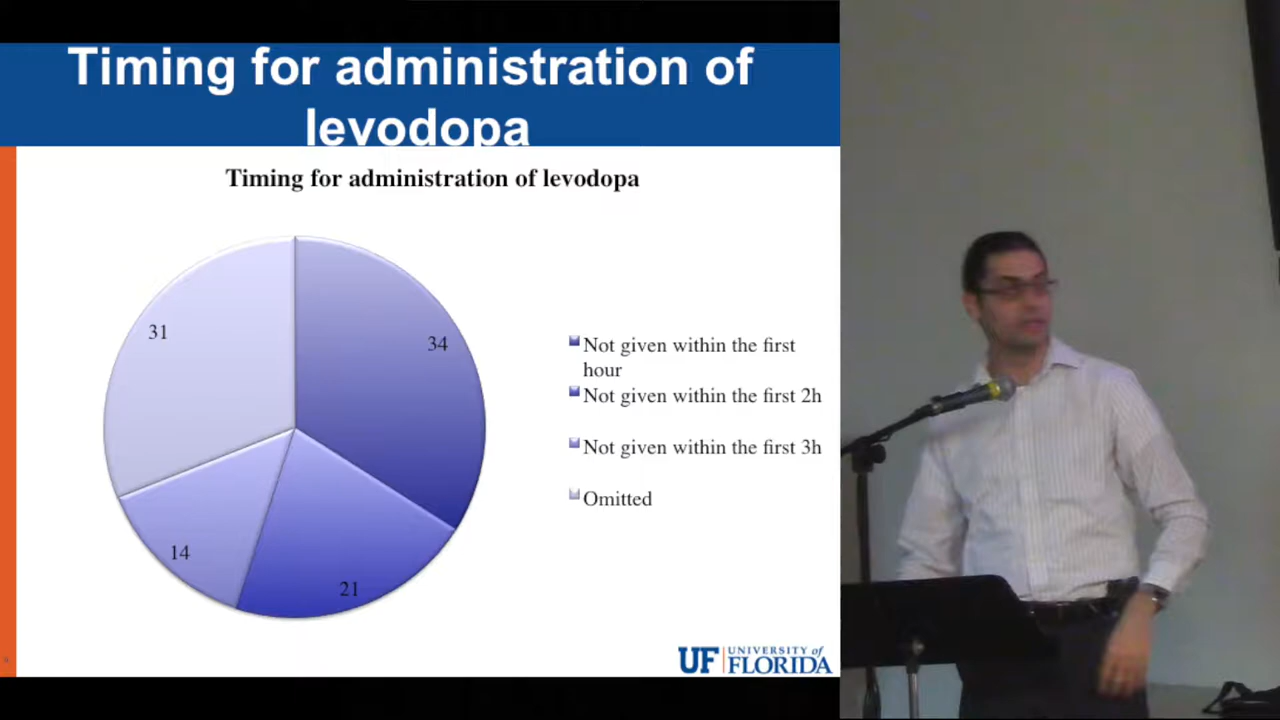 Timing for administration of
levodopa
Timing for administration of levodopa
31
34
14
21
Not given within the first
hour
Not given within the first 2h
Not given within the first 3h
Omitted
UF UNIVERSITY of
FLORIDA